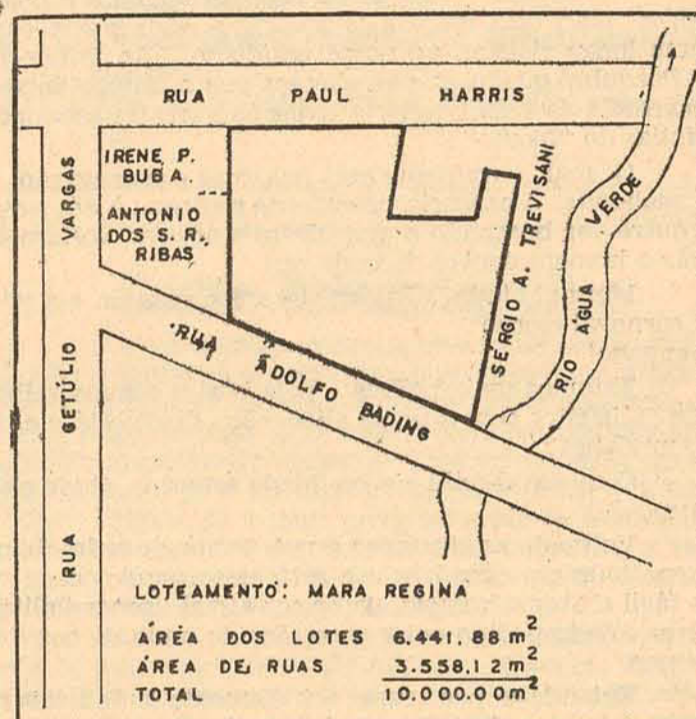 RUA PAUL HARRIS
IRENE P.
BUBA
ANTONIO
DOS S. R.
RIBAS
RUA GETÚLIO VARGAS
SÉRGIO A. TREVISANI
RIO ÁGUA VERDE
RUA ADOLFO BADING
LOTEAMENTO: MARA REGINA
ÁREA DOS LOTES 6.441,88 m²
ÁREA DE RUAS 3.558,12 m²
TOTAL 10.000.00 m²